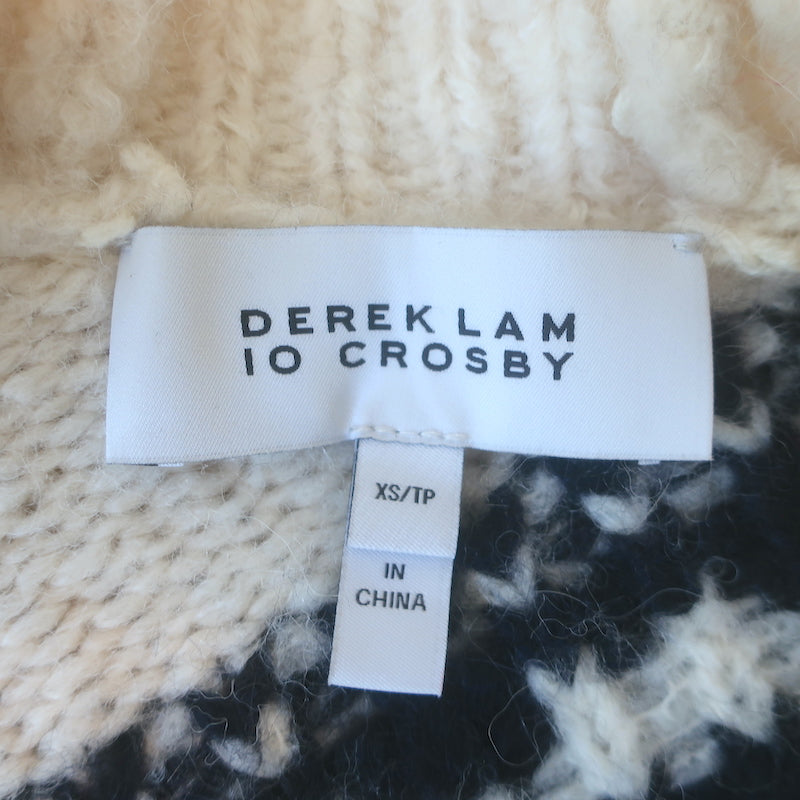 DEREK LAM
10 CROSBY
XS/TP
IN
CHINA